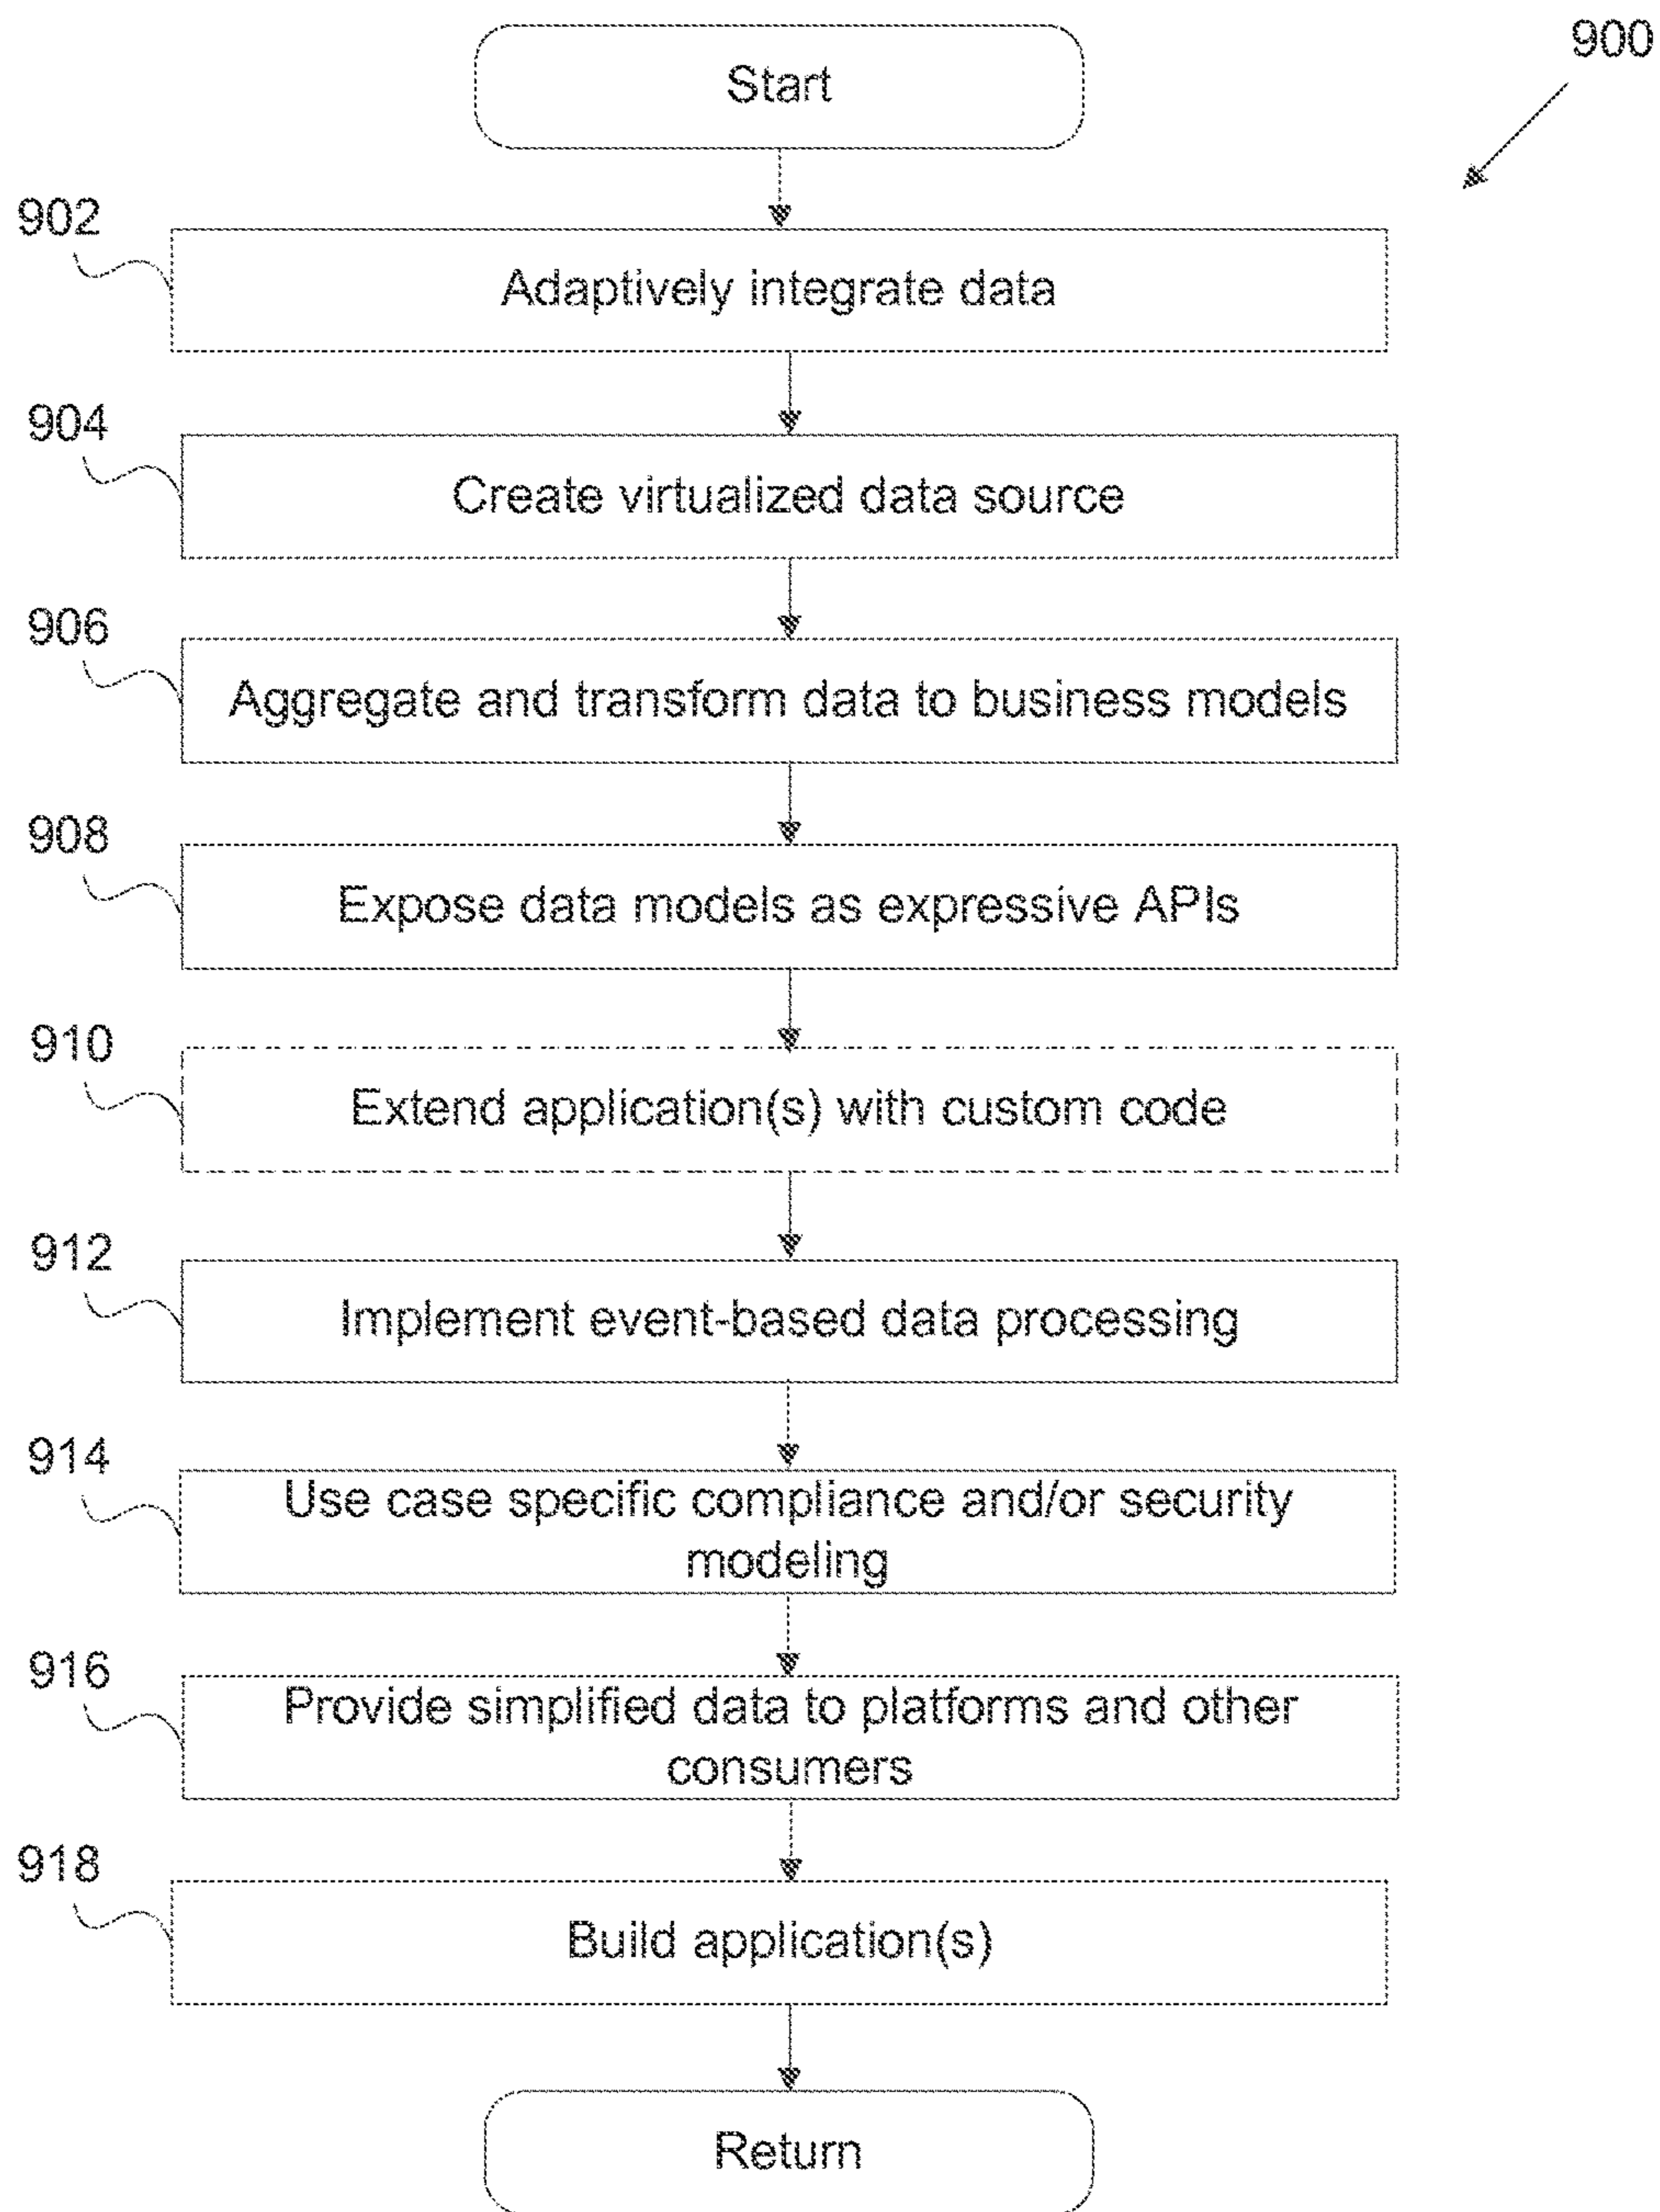 900
Start
902
Adaptively integrate data
904
Create virtualized data source
906
Aggregate and transform data to business models
908
Expose data models as expressive APIs
910
Extend application(s) with custom code
912
Implement event-based data processing
914
Use case specific compliance and/or security
modeling
916
Provide simplified data to platforms and other
consumers
918
Build application(s)
Return